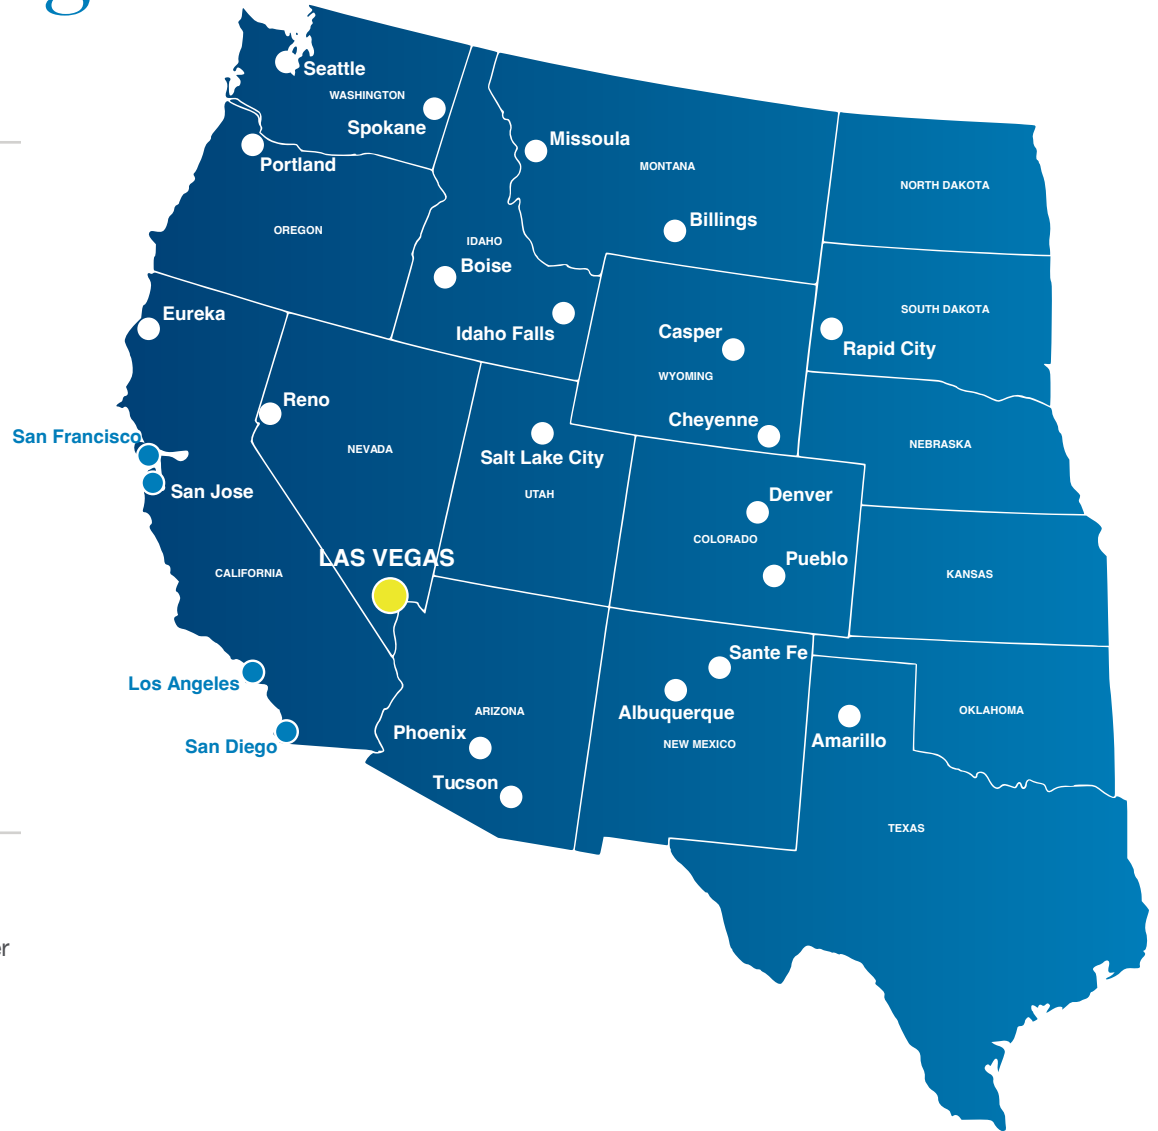 g
Seattle
WASHINGTON
Spokane
Missoula
Portland
MONTANA
NORTH DAKOTA
Billings
OREGON
IDAHO
Boise
Eureka
Idaho Falls
Casper
SOUTH DAKOTA
Rapid City
WYOMING
Reno
Cheyenne
San Francisco
NEVADA
Salt Lake City
NEBRASKA
San Jose
UTAH
Denver
COLORADO
LAS VEGAS
Pueblo
CALIFORNIA
KANSAS
Sante Fe
Los Angeles
Albuquerque
ARIZONA
OKLAHOMA
Phoenix
NEW MEXICO
Amarillo
San Diego
Tucson
TEXAS
er